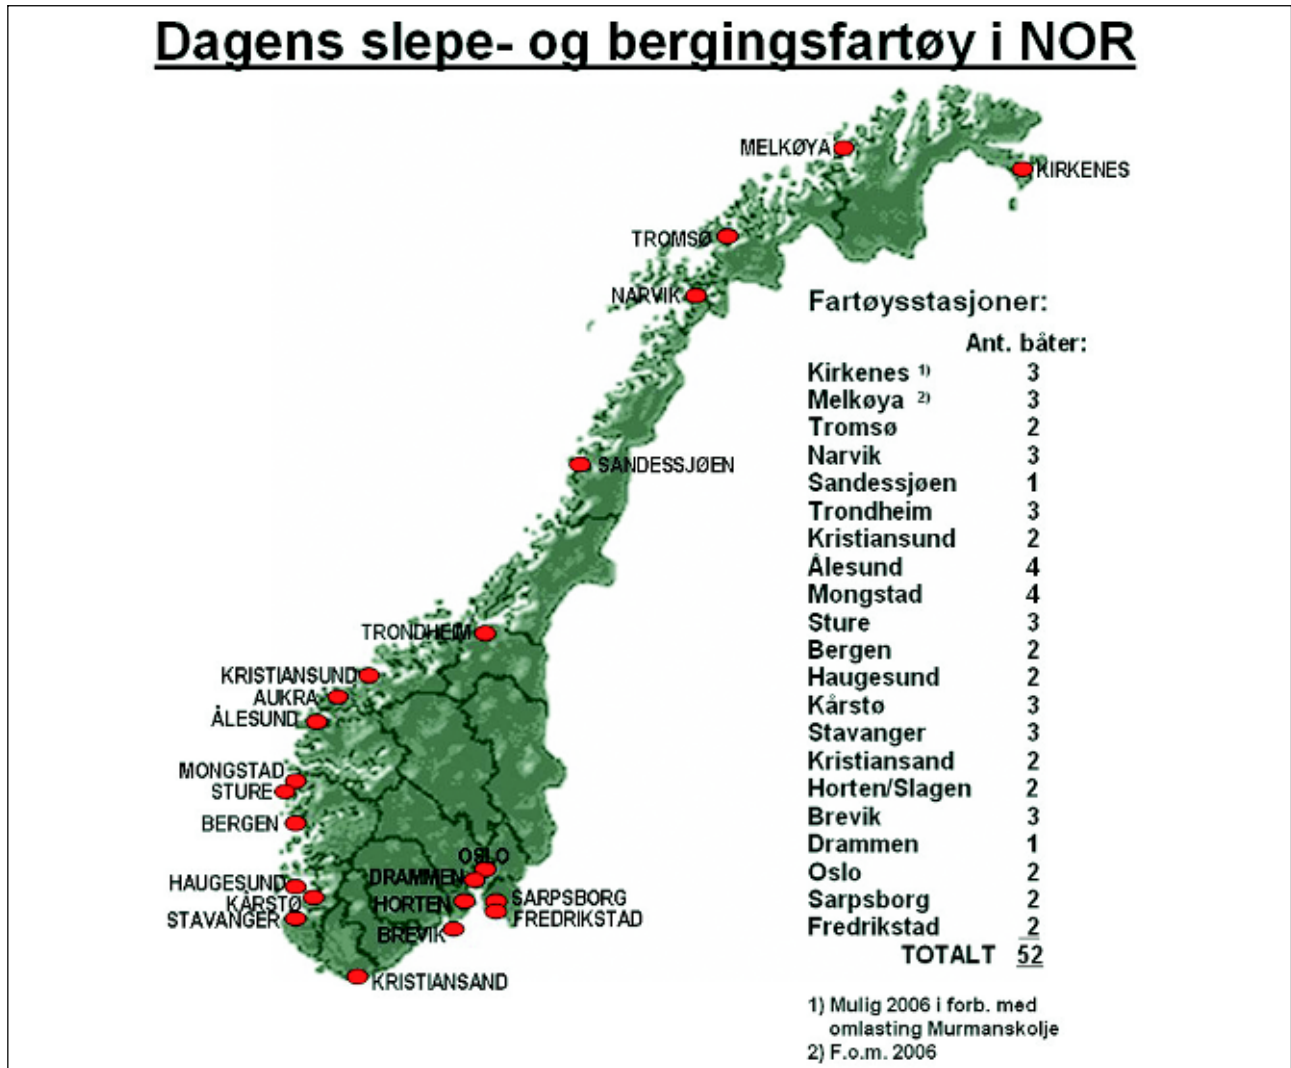 Dagens slepe- og bergingsfartøy i NOR
MELKØYA
KIRKENES
TROMSØ
NARVIK
SANDESSJØEN
TRONDHEIM
KRISTIANSUND
AUKRA
ÅLESUND
MONGSTAD
STURE
BERGEN
OSLO
DRAMMEN
HAUGESUND
KÅRSTØ
HORTEN
SARPSBORG
STAVANGER
FREDRIKSTAD
BREVIK
KRISTIANSAND
Fartøysstasjoner:
Ant. båter:
Kirkenes 1) 3
Melkøya 2) 3
Tromsø 2
Narvik 3
Sandessjøen 1
Trondheim 3
Kristiansund 2
Ålesund 4
Mongstad 4
Sture 3
Bergen 2
Haugesund 2
Kårstø 3
Stavanger 3
Kristiansand 2
Horten/Slagen 2
Brevik 3
Drammen 1
Oslo 2
Sarpsborg 2
Fredrikstad 2
TOTALT 52
1) Mulig 2006 i forb. med
omlasting Murmanskolje
2) F.o.m. 2006